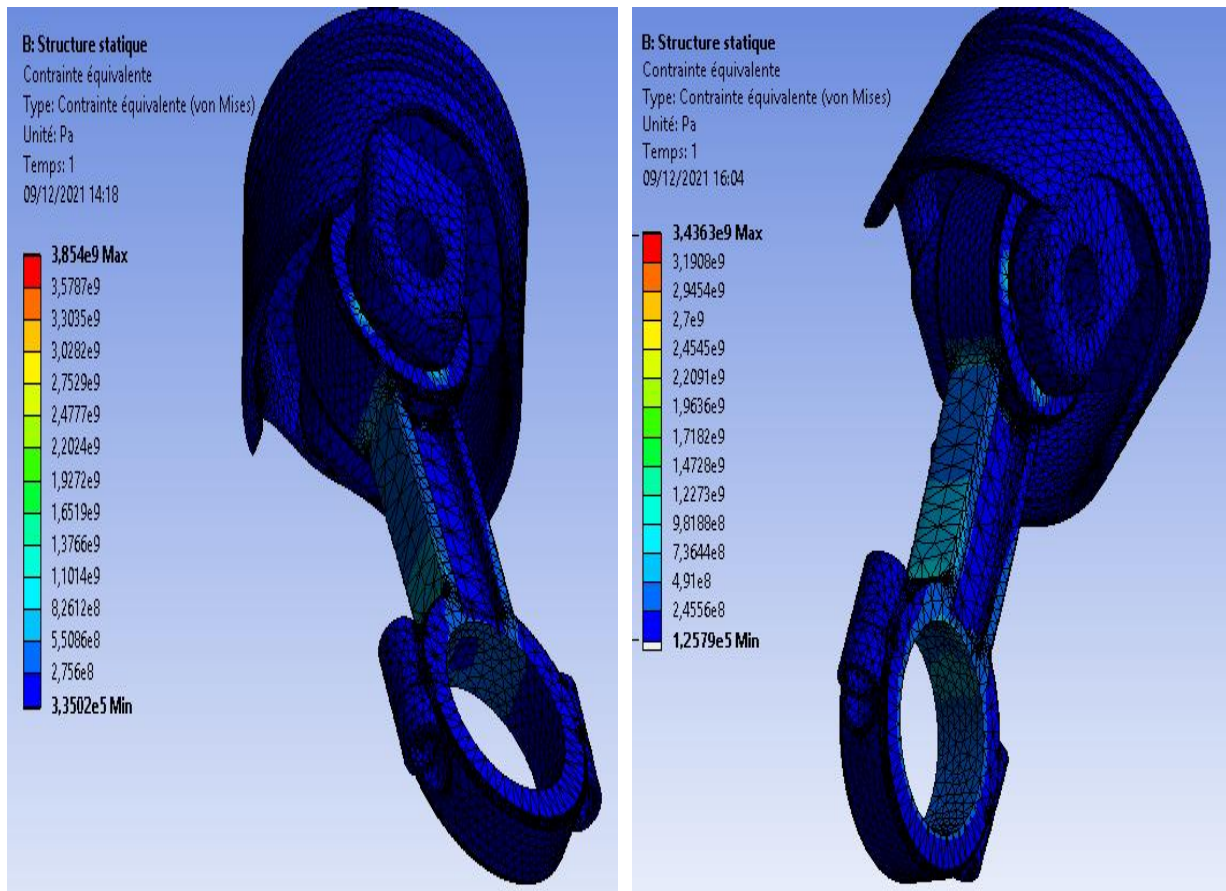 B: Structure statique
Contrainte équivalente
Type: Contrainte équivalente (von Mises)
Unité: Pa
Temps: 1
09/12/2021 14:18
3,854e9 Max
3,5787e9
3,3035e9
3,0282e9
2,7529e9
2,4777e9
2,2024e9
1,9272e9
1,6519e9
1,3766e9
1,1014e9
8,2612e8
5,5086e8
2,756e8
3,3502e5 Min
B: Structure statique
Contrainte équivalente
Type: Contrainte équivalente (von Mises)
Unité: Pa
Temps: 1
09/12/2021 16:04
3,4363e9 Max
3,1908e9
2,9454e9
2,7e9
2,4545e9
2,2091e9
1,9636e9
1,7182e9
1,4728e9
1,2273e9
9,8188e8
7,3644e8
4,91e8
2,4556e8
1,2579e5 Min